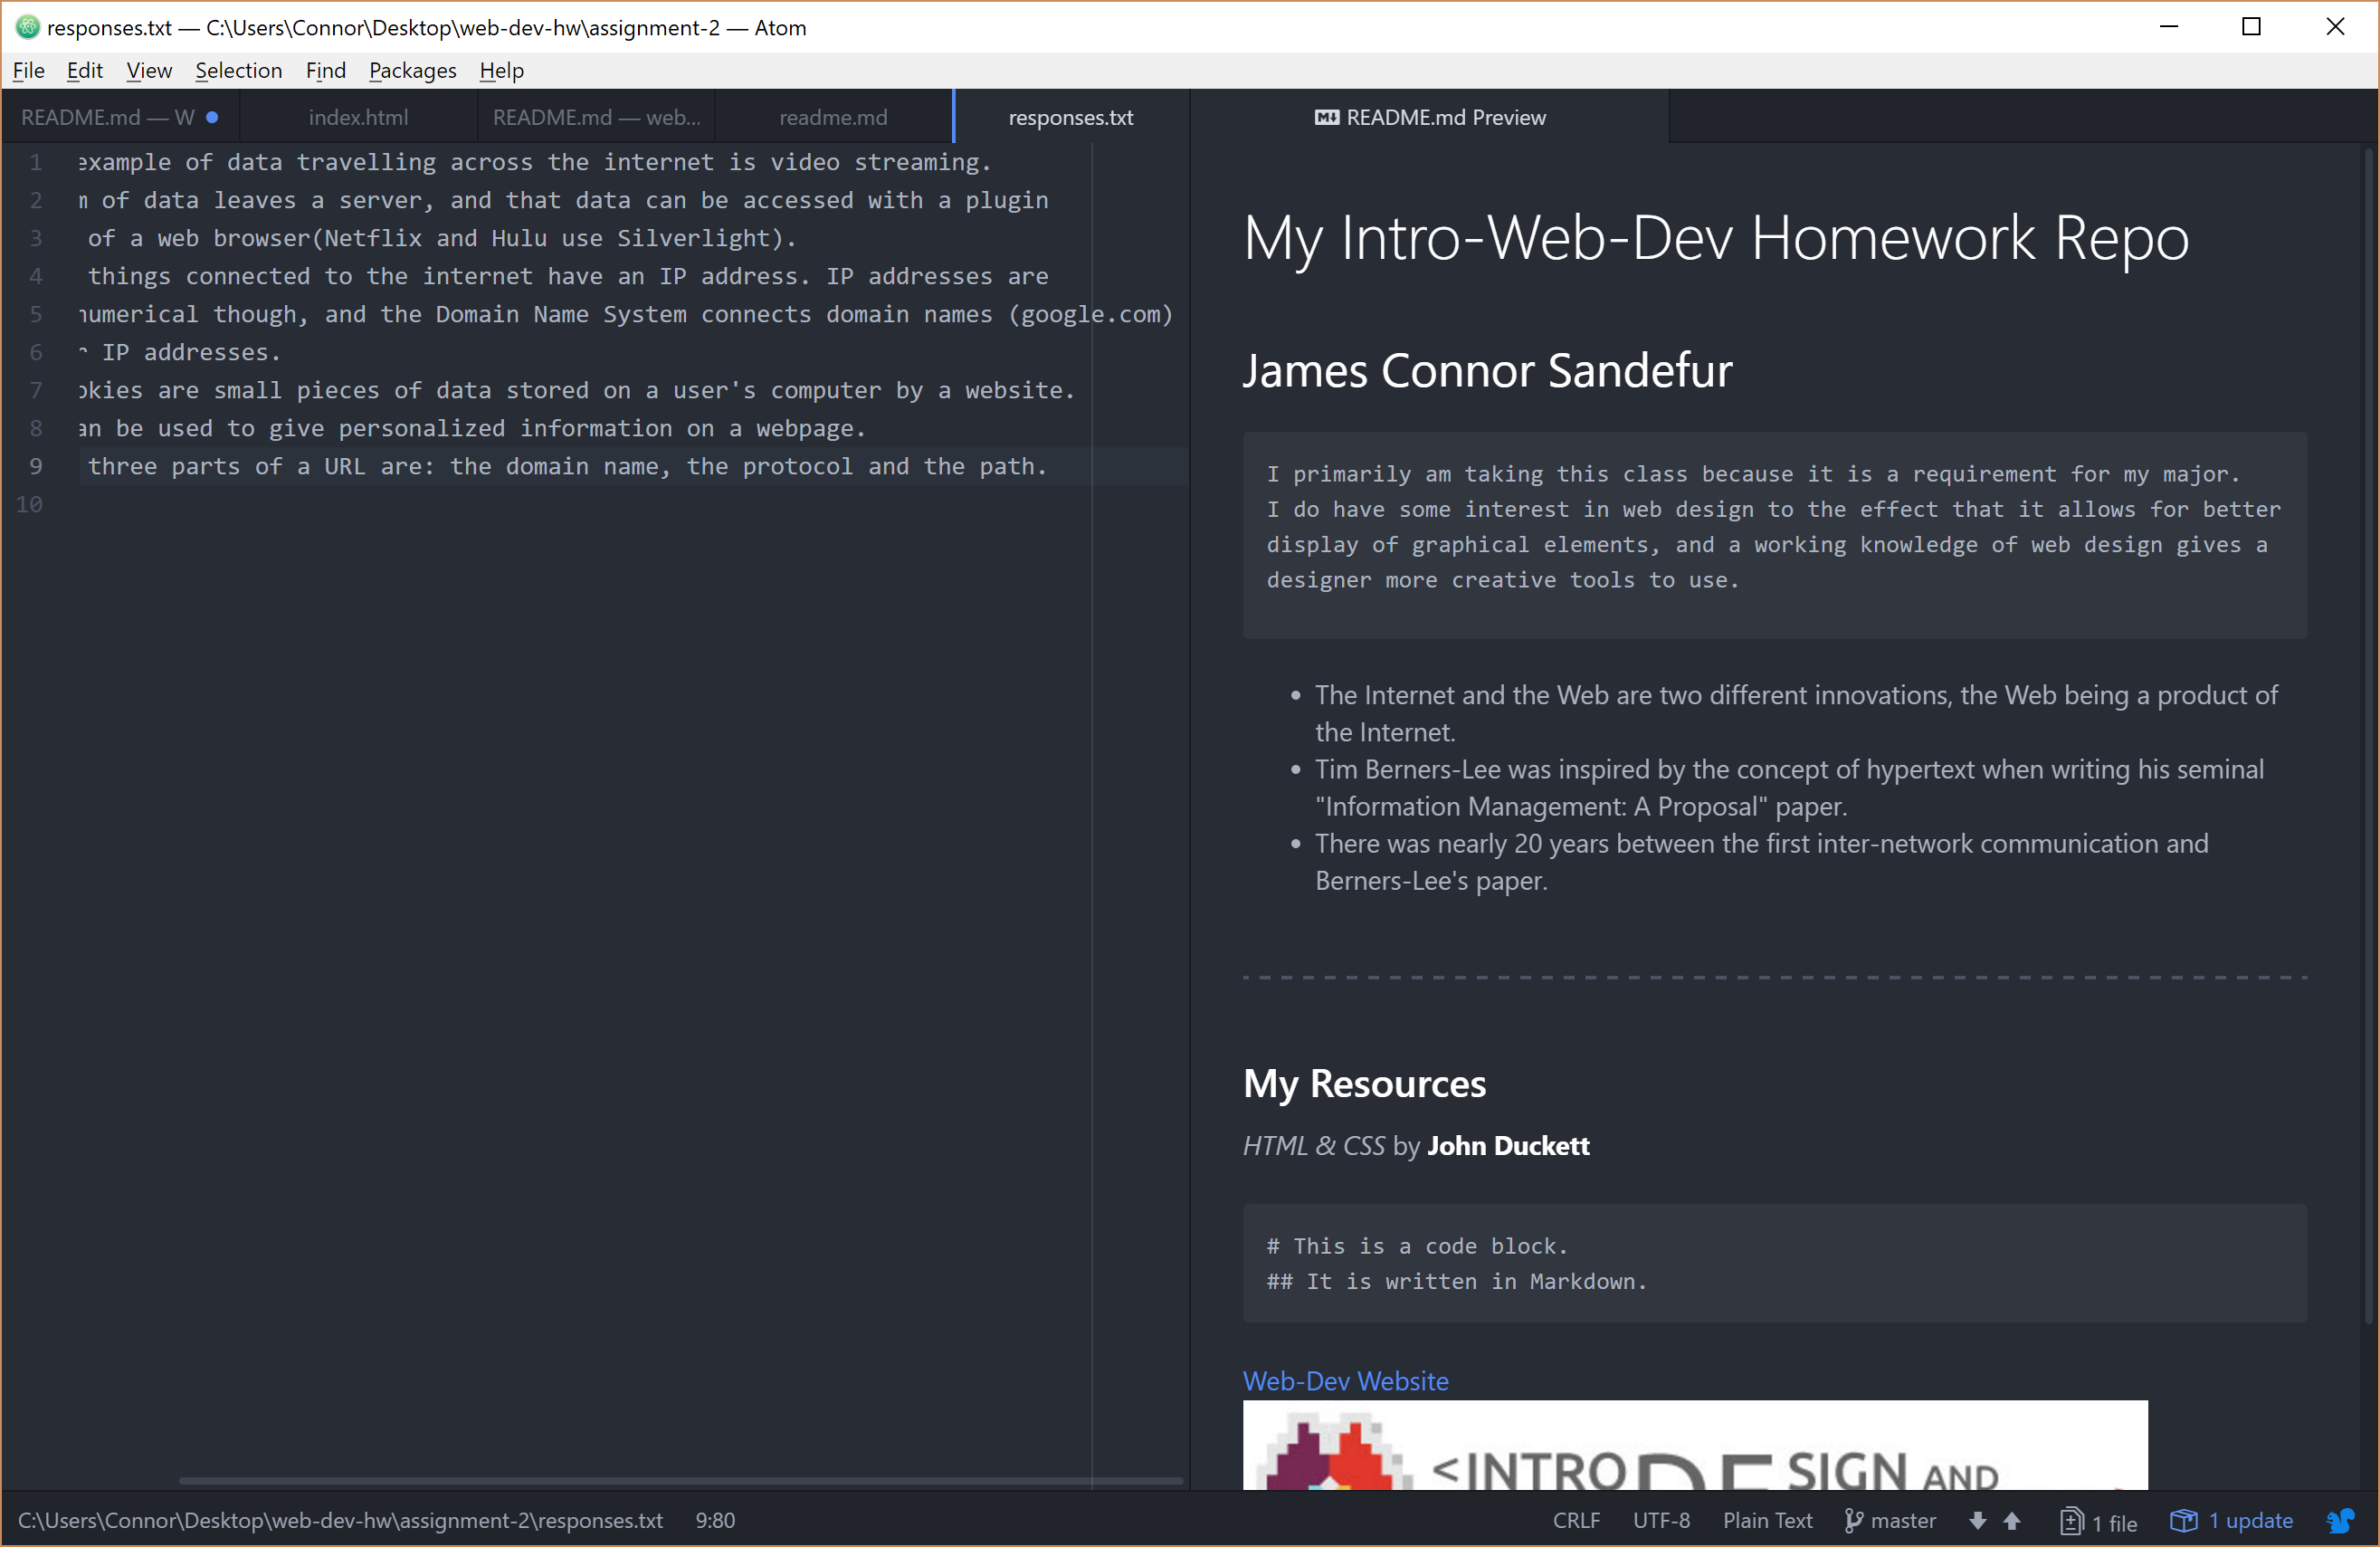 responses.txt — C:\Users\Connor\Desktop\web-dev-hw\assignment-2 — Atom
File Edit View Selection Find Packages Help
README.md — W index.html README.md — web... readme.md responses.txt README.md Preview
1 example of data travelling across the internet is video streaming.
2 of data leaves a server, and that data can be accessed with a plugin
3 of a web browser(Netflix and Hulu use Silverlight).
4 things connected to the internet have an IP address. IP addresses are
5 numerical though, and the Domain Name System connects domain names (google.com)
6 IP addresses.
7 okies are small pieces of data stored on a user's computer by a website.
8 an be used to give personalized information on a webpage.
9 three parts of a URL are: the domain name, the protocol and the path.
10
My Intro-Web-Dev Homework Repo
James Connor Sandefur
I primarily am taking this class because it is a requirement for my major.
I do have some interest in web design to the effect that it allows for better
display of graphical elements, and a working knowledge of web design gives a
designer more creative tools to use.
• The Internet and the Web are two different innovations, the Web being a product of
the Internet.
• Tim Berners-Lee was inspired by the concept of hypertext when writing his seminal
"Information Management: A Proposal" paper.
• There was nearly 20 years between the first inter-network communication and
Berners-Lee's paper.
My Resources
HTML & CSS by John Duckett
# This is a code block.
## It is written in Markdown.
Web-Dev Website
<INTRO DESIGN AND
C:\Users\Connor\Desktop\web-dev-hw\assignment-2\responses.txt 9:80 CRLF UTF-8 Plain Text master 1 file 1 update